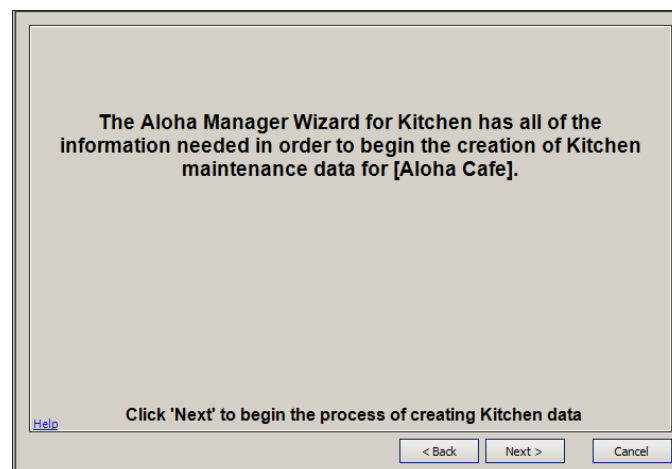 The Aloha Manager Wizard for Kitchen has all of the
information needed in order to begin the creation of Kitchen
maintenance data for [Aloha Cafe].
Click 'Next' to begin the process of creating Kitchen data
Help
< Back
Next >
Cancel